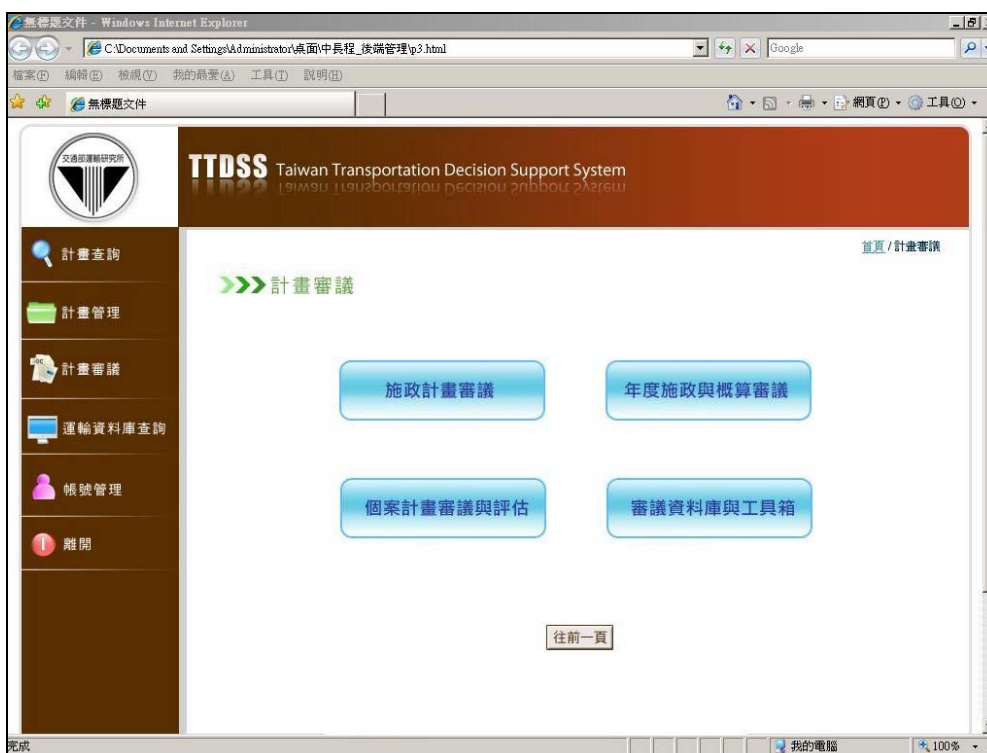 無標題文件 - Windows Internet Explorer
C:\Documents and Settings\Administrator\桌面\中長程_後端管理\p3.html
Google
檔案(F) 編輯(E) 檢視(V) 我的最愛(A) 工具(T) 說明(H)
無標題文件
網頁(P) 工具(O)
交通部運輸研究所
TTDSS Taiwan Transportation Decision Support System
首頁 / 計畫審議
計畫查詢
計畫管理
計畫審議
運輸資料庫查詢
帳號管理
離開
計畫審議
施政計畫審議
年度施政與概算審議
個案計畫審議與評估
審議資料庫與工具箱
往前一頁
完成
我的電腦
100%